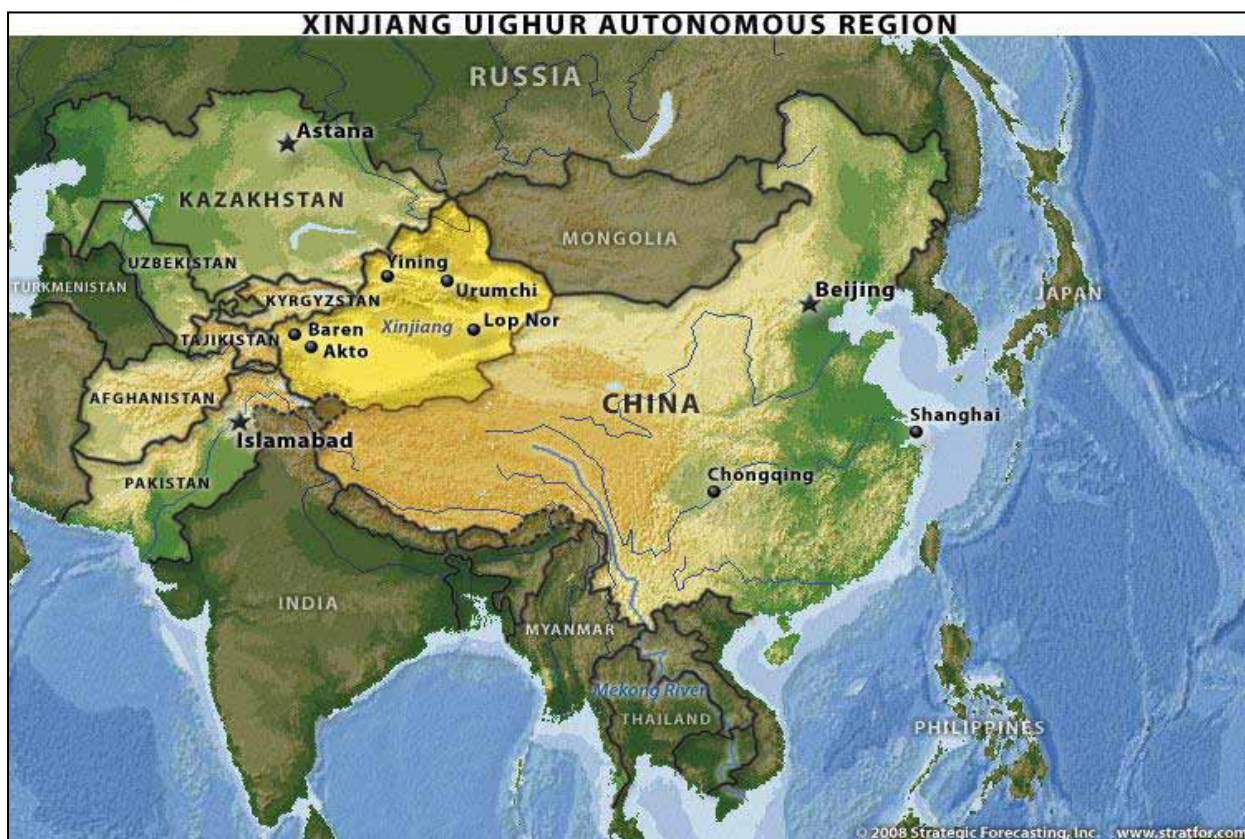 XINJIANG UIGHUR AUTONOMOUS REGION
RUSSIA
Astana
KAZAKHSTAN
MONGOLIA
UZBEKISTAN
Yining
TURKMENISTAN
KYRGYZSTAN
Urumchi
Beijing
JAPAN
TAJIKISTAN
Baren
Xinjiang
Lop Nor
Akto
AFGHANISTAN
CHINA
Islamabad
Shanghai
PAKISTAN
Chongqing
INDIA
MYANMAR
Mekong River
THAILAND
PHILIPPINES
© 2008 Strategic Forecasting, Inc. www.stratfor.com